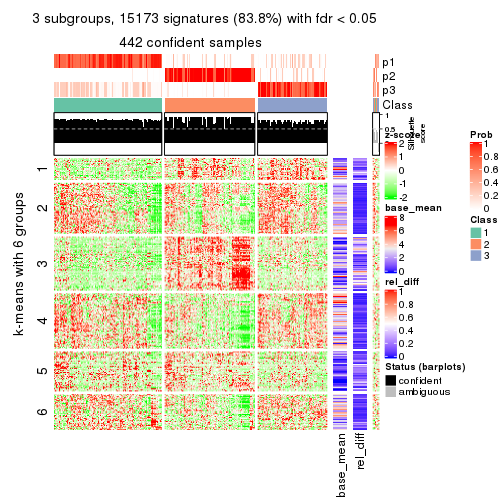 3 subgroups, 15173 signatures (83.8%) with fdr < 0.05
442 confident samples
p1
p2
p3
Class
1
0.5
0
Silhouette
score
k-means with 6 groups
1
2
3
4
5
6
base_mean
rel_diff
z-score
2
1
0
-1
-2
base_mean
8
6
4
2
0
rel_diff
1
0.8
0.6
0.4
0.2
0
Status (barplots)
confident
ambiguous
Prob
1
0.8
0.6
0.4
0.2
0
Class
1
2
3